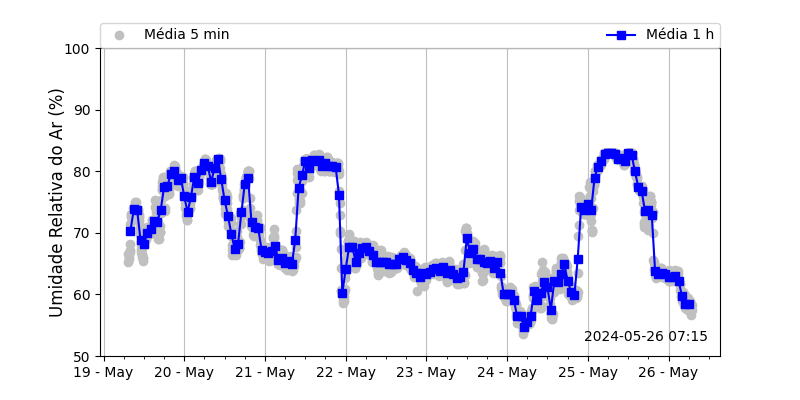 Média 5 min
Média 1 h
Umidade Relativa do Ar (%)
100
90
80
70
60
50
2024-05-26 07:15
19 - May
20 - May
21 - May
22 - May
23 - May
24 - May
25 - May
26 - May